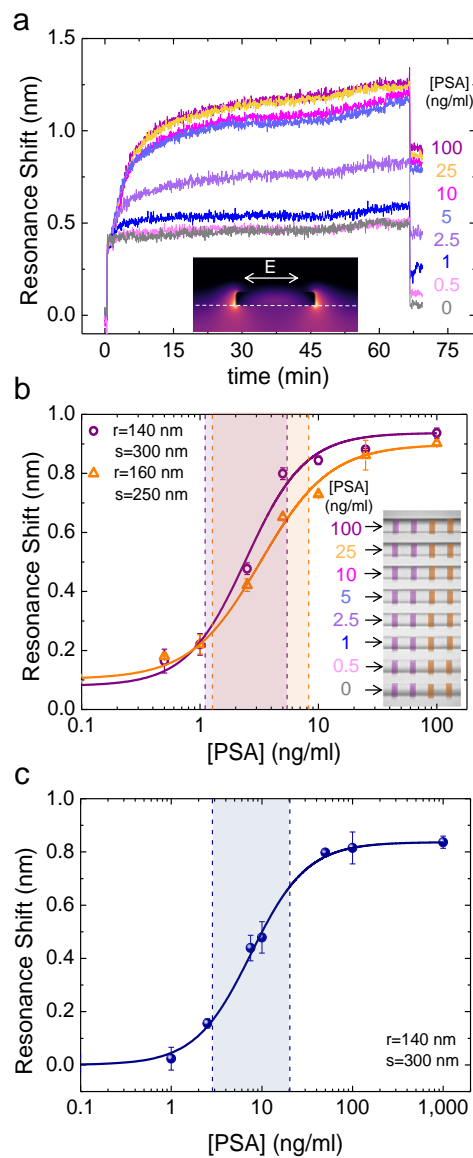 a
1.5
1.0
0.5
0.0
Resonance Shift (nm)
0 15 30 45 60 75
time (min)
E
[PSA]
(ng/ml)
100
25
10
5
2.5
1
0.5
0
b
1.0
0.8
0.6
0.4
0.2
0.0
Resonance Shift (nm)
r=140 nm
s=300 nm
r=160 nm
s=250 nm
[PSA]
(ng/ml)
100
25
10
5
2.5
1
0.5
0
0.1 1 10 100
[PSA] (ng/ml)
c
1.0
0.8
0.6
0.4
0.2
0.0
Resonance Shift (nm)
r=140 nm
s=300 nm
0.1 1 10 100 1,000
[PSA] (ng/ml)